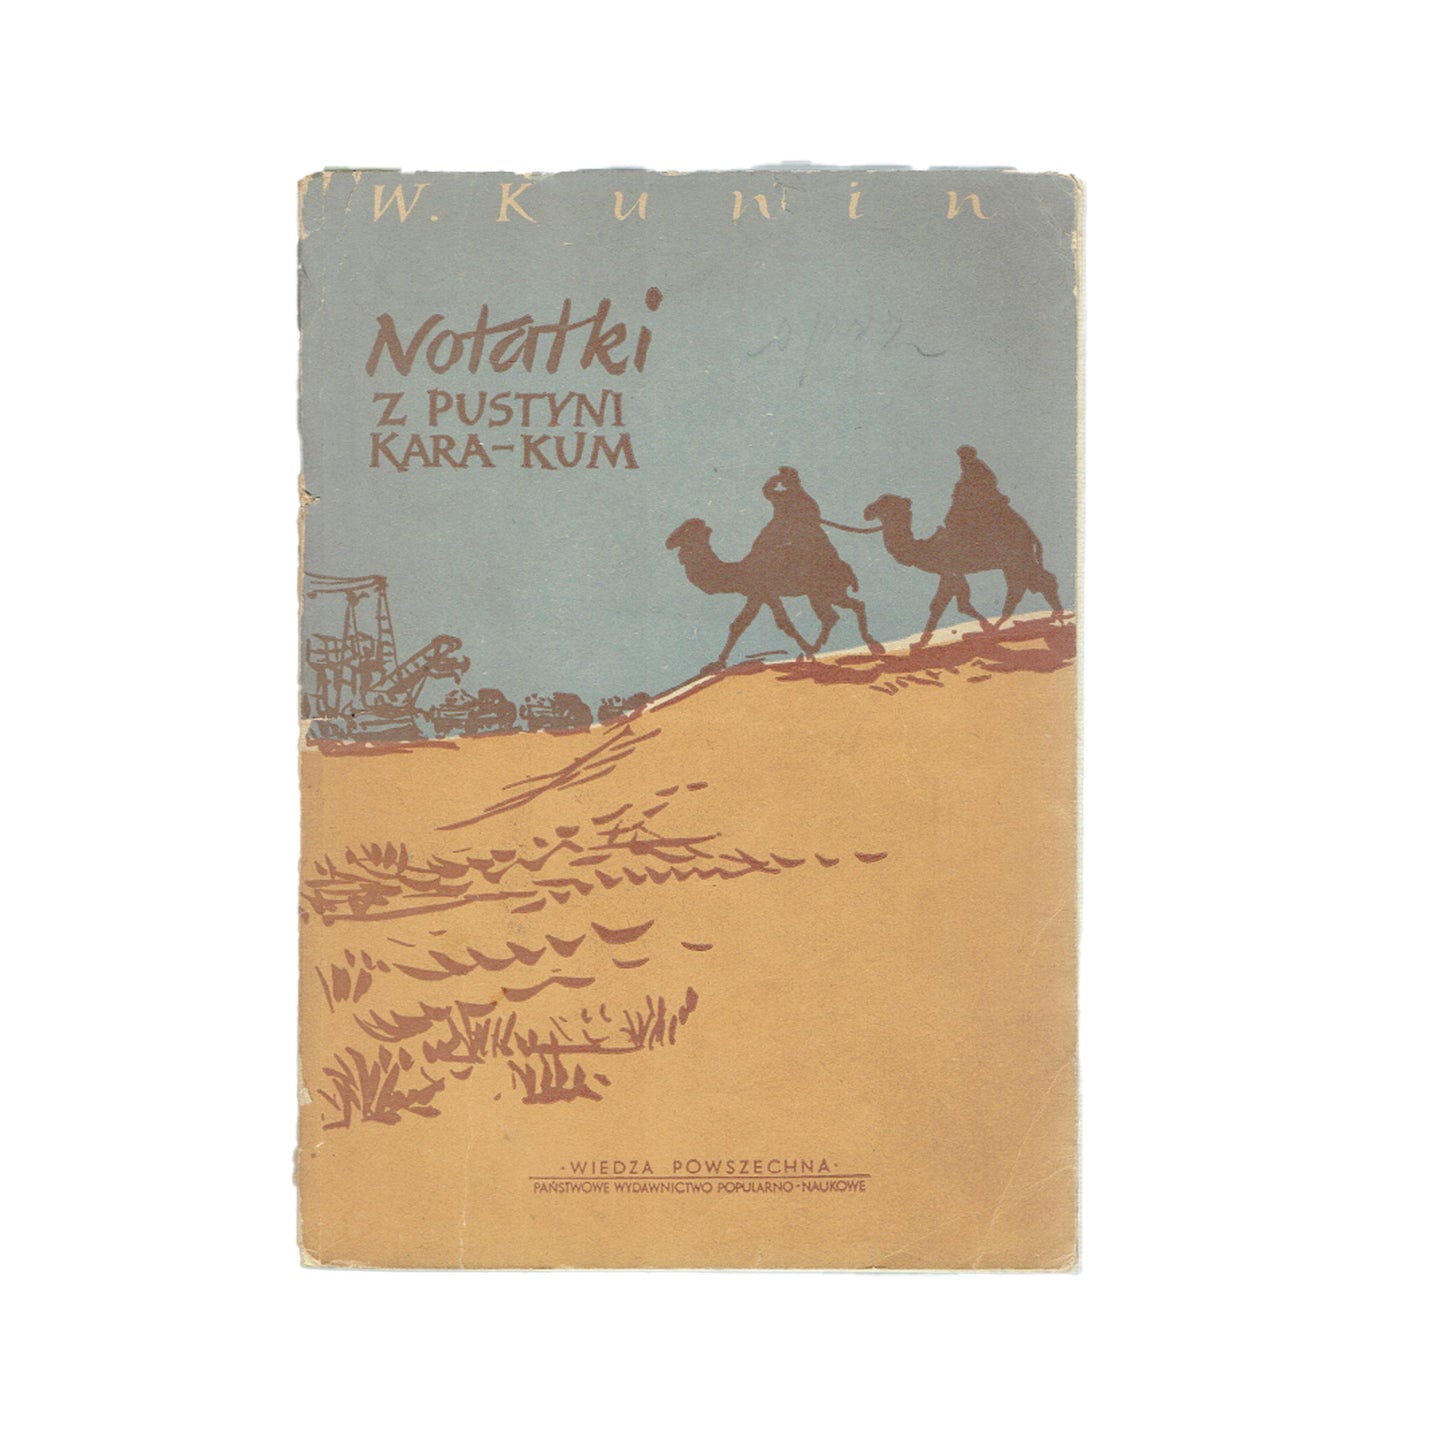 W. Kunin
Notatki
Z PUSTYNI
KARA-KUM
·WIEDZA POWSZECHNA·
PAŃSTWOWE WYDAWNICTWO POPULARNO-NAUKOWE